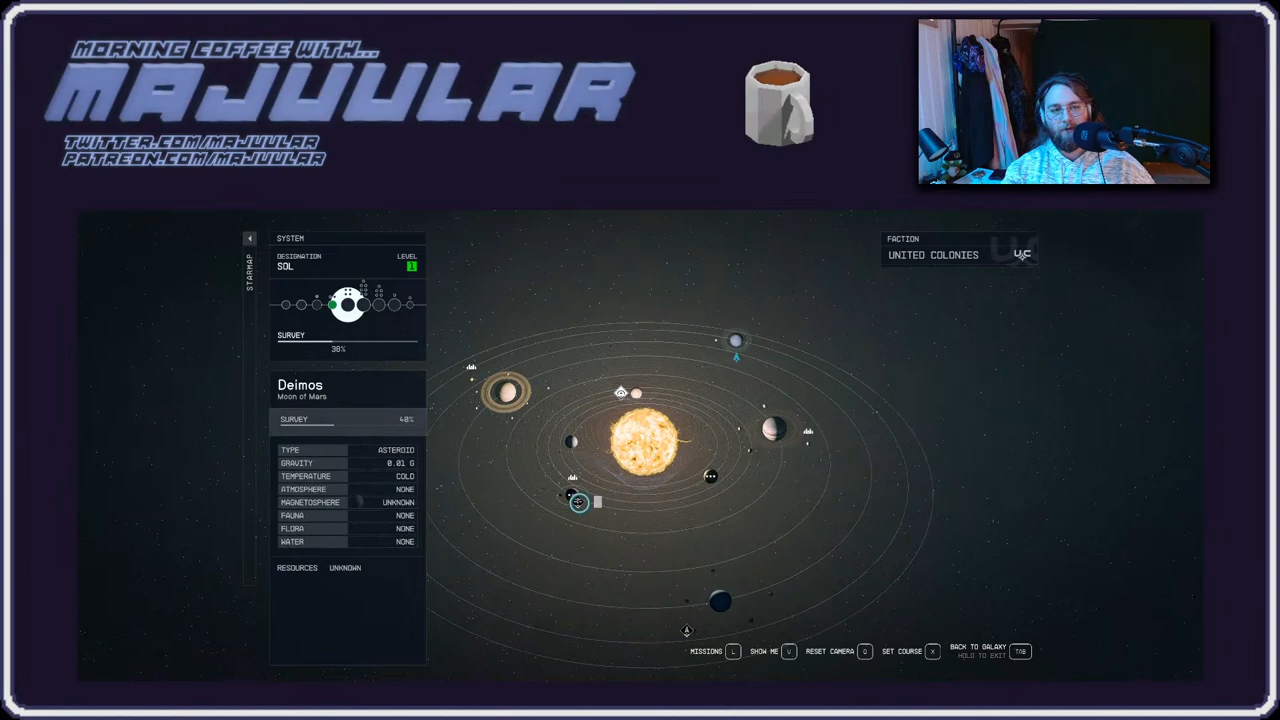 MORNING COFFEE WITH...
MAJUULAR
TWITTER.COM/MAJUULAR
PATREON.COM/MAJUULAR
STARMAP
SYSTEM
DESIGNATION LEVEL
SOL 1
SURVEY
30%
Deimos
Moon of Mars
SURVEY 40%
TYPE ASTEROID
GRAVITY 0.01 G
TEMPERATURE COLD
ATMOSPHERE NONE
MAGNETOSPHERE UNKNOWN
FAUNA NONE
FLORA NONE
WATER NONE
RESOURCES UNKNOWN
FACTION
UNITED COLONIES UC
MISSIONS L SHOW ME V RESET CAMERA Q SET COURSE X BACK TO GALAXY TAB
HOLD TO EXIT